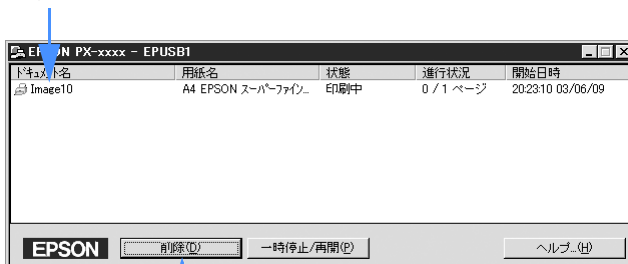 EPSON PX-xxxx - EPUSB1
ドキュメント名 用紙名 状態 進行状況 開始日時
Image10 A4 EPSON スーパーファイン... 印刷中 0 / 1 ページ 20:23:10 03/06/09
EPSON 削除(D) 一時停止/再開(P) ヘルプ...(H)